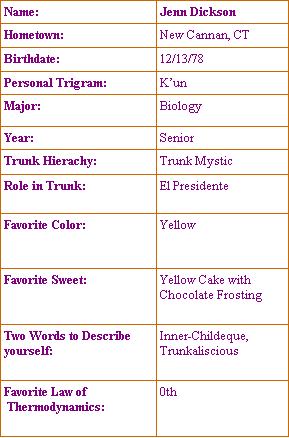 Name: Jenn Dickson
Hometown: New Cannan, CT
Birthdate: 12/13/78
Personal Trigram: K’un
Major: Biology
Year: Senior
Trunk Hierachy: Trunk Mystic
Role in Trunk: El Presidente
Favorite Color: Yellow
Favorite Sweet: Yellow Cake with
Chocolate Frosting
Two Words to Describe
yourself:
Inner-Childeque,
Trunkaliscious
Favorite Law of
Thermodynamics:
0th